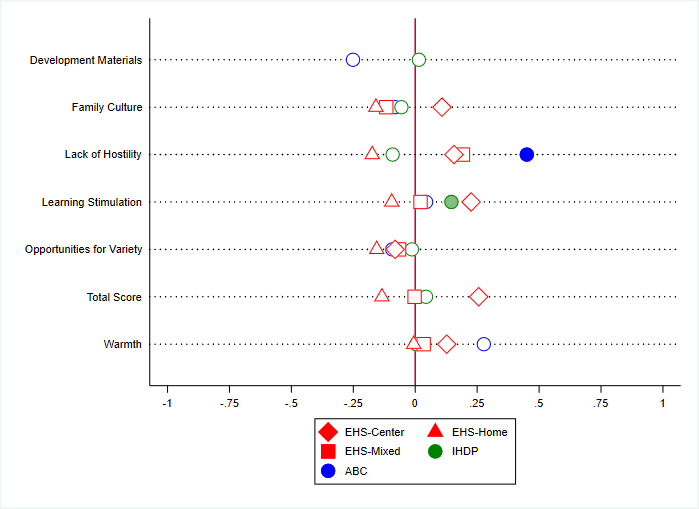 Development Materials
Family Culture
Lack of Hostility
Learning Stimulation
Opportunities for Variety
Total Score
Warmth
-1 -.75 -.5 -.25 0 .25 .5 .75 1
EHS-Center EHS-Home
EHS-Mixed IHDP
ABC